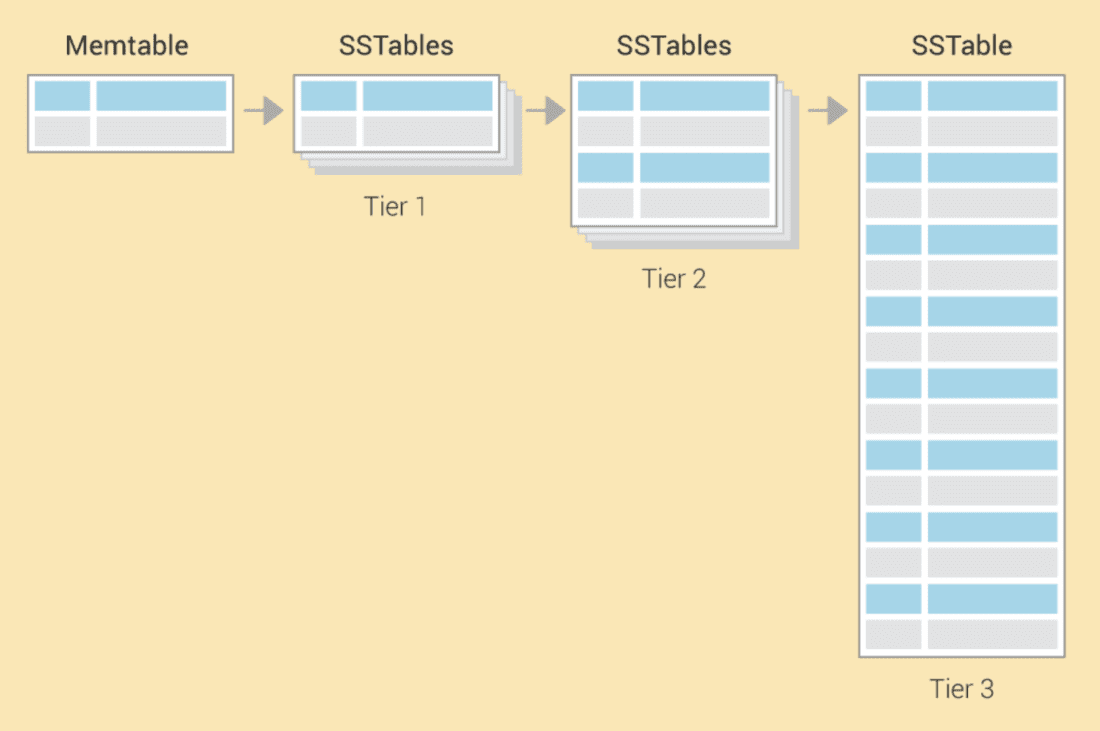 Memtable
SSTables
SSTables
SSTable
Tier 1
Tier 2
Tier 3